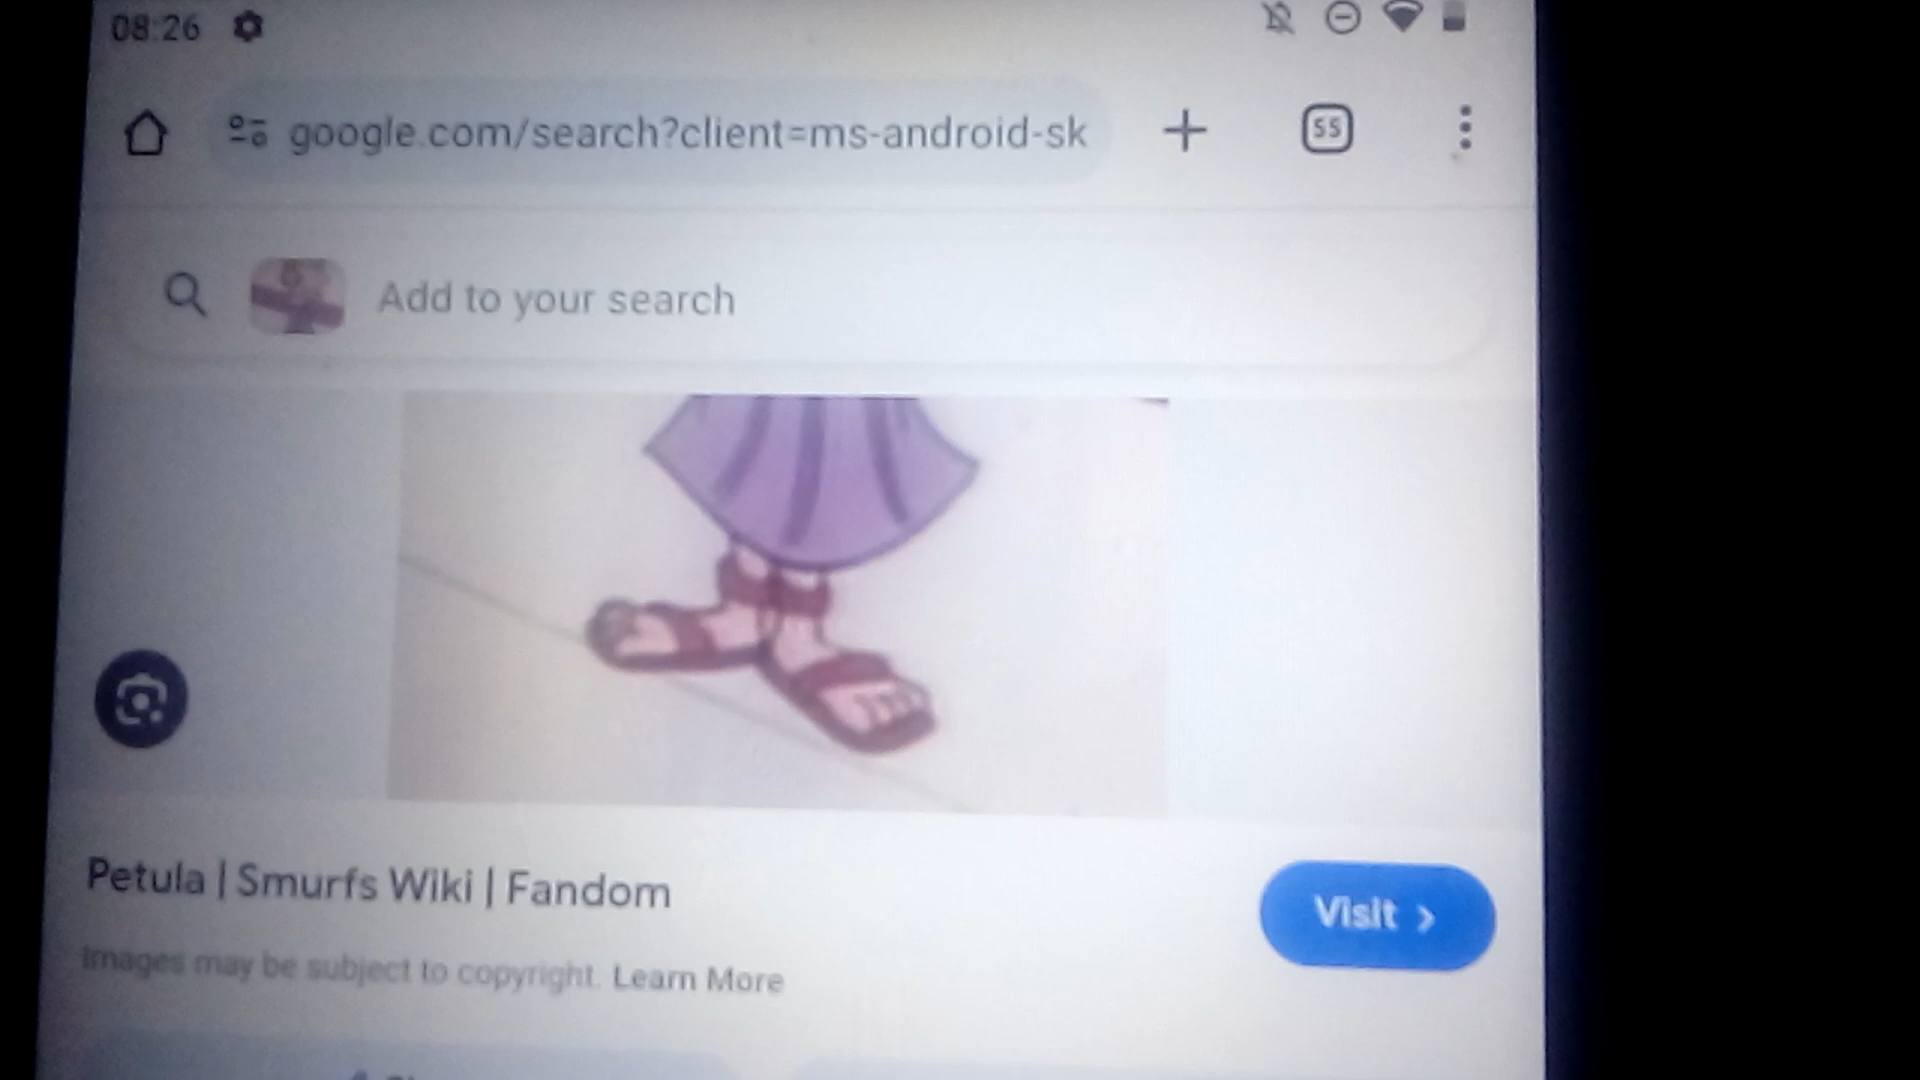 08:26
google.com/search?client=ms-android-sk
55
Add to your search
Petula | Smurfs Wiki | Fandom
Visit
Images may be subject to copyright. Learn More